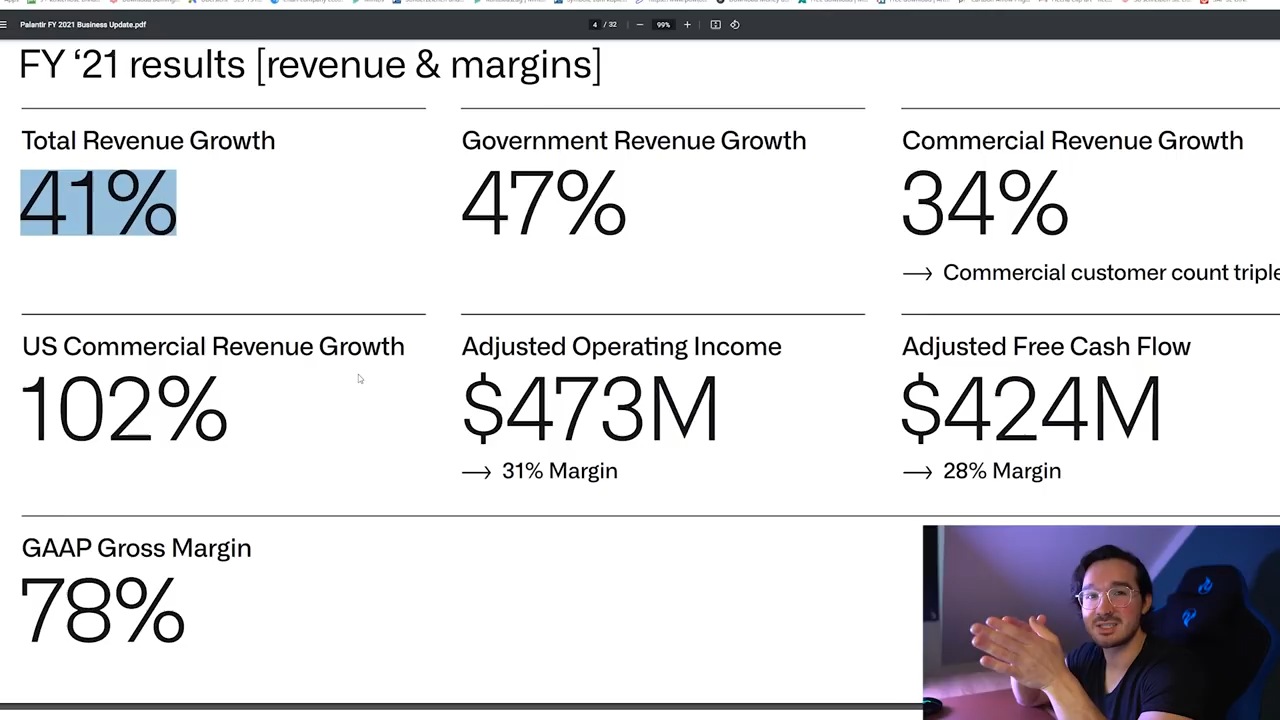 Palantir FY 2021 Business Update.pdf
4 / 32
99%
FY ‘21 results [revenue & margins]
Total Revenue Growth
41%
Government Revenue Growth
47%
Commercial Revenue Growth
34%
→ Commercial customer count triple
US Commercial Revenue Growth
102%
Adjusted Operating Income
$473M
→ 31% Margin
Adjusted Free Cash Flow
$424M
→ 28% Margin
GAAP Gross Margin
78%